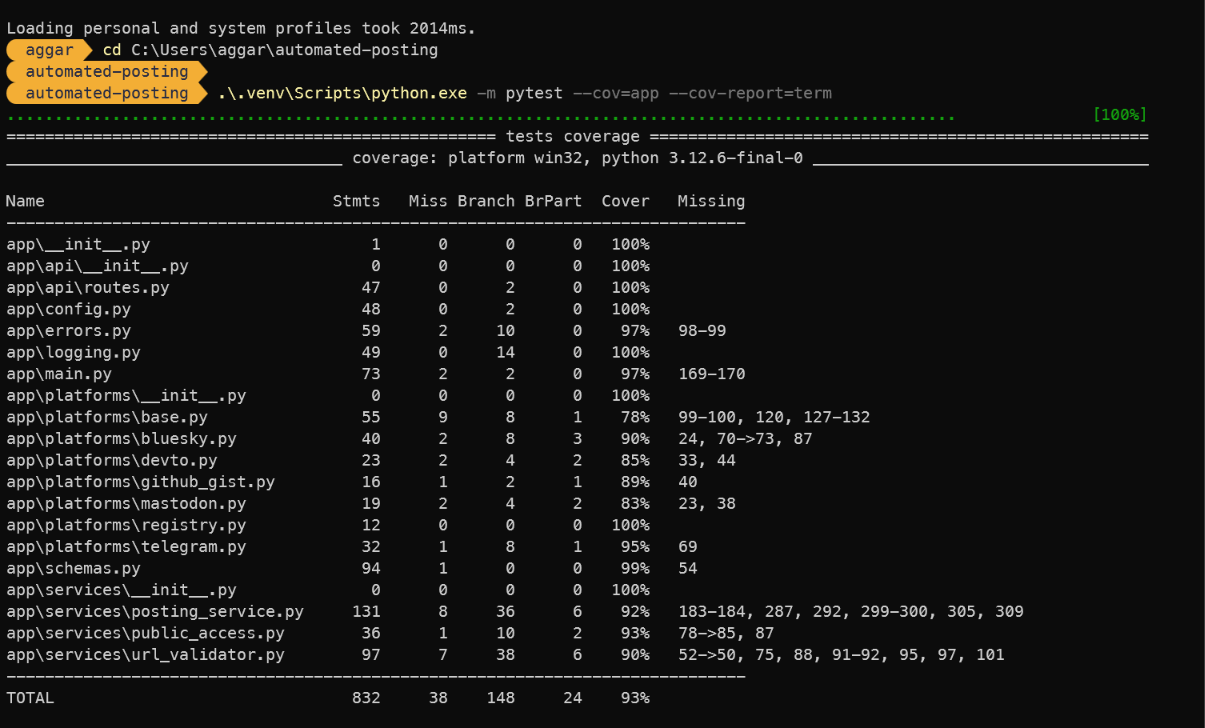 Loading personal and system profiles took 2014ms.
aggar cd C:\Users\aggar\automated-posting
automated-posting
automated-posting .\.venv\Scripts\python.exe -m pytest --cov=app --cov-report=term
................................................................................................... [100%]
=================================================== tests coverage ====================================================
___________________________________ coverage: platform win32, python 3.12.6-final-0 ___________________________________
Name                              Stmts   Miss Branch BrPart  Cover   Missing
-----------------------------------------------------------------------------
app\__init__.py                       1      0      0      0   100%
app\api\__init__.py                   0      0      0      0   100%
app\api\routes.py                    47      0      2      0   100%
app\config.py                        48      0      2      0   100%
app\errors.py                        59      2     10      0    97%   98-99
app\logging.py                       49      0     14      0   100%
app\main.py                          73      2      2      0    97%   169-170
app\platforms\__init__.py             0      0      0      0   100%
app\platforms\base.py                55      9      8      1    78%   99-100, 120, 127-132
app\platforms\bluesky.py             40      2      8      3    90%   24, 70->73, 87
app\platforms\devto.py               23      2      4      2    85%   33, 44
app\platforms\github_gist.py         16      1      2      1    89%   40
app\platforms\mastodon.py            19      2      4      2    83%   23, 38
app\platforms\registry.py            12      0      0      0   100%
app\platforms\telegram.py            32      1      8      1    95%   69
app\schemas.py                       94      1      0      0    99%   54
app\services\__init__.py              0      0      0      0   100%
app\services\posting_service.py     131      8     36      6    92%   183-184, 287, 292, 299-300, 305, 309
app\services\public_access.py        36      1     10      2    93%   78->85, 87
app\services\url_validator.py        97      7     38      6    90%   52->50, 75, 88, 91-92, 95, 97, 101
-----------------------------------------------------------------------------
TOTAL                               832     38    148     24    93%